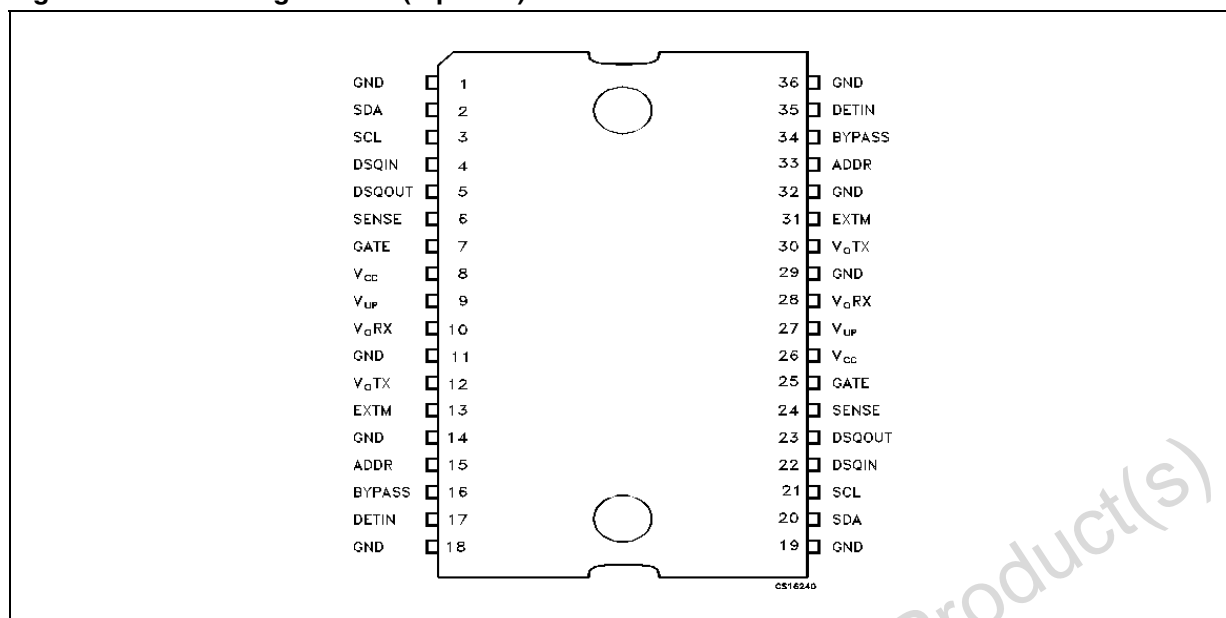 GND 1 36 GND
SDA 2 35 DETIN
SCL 3 34 BYPASS
DSQIN 4 33 ADDR
DSQOUT 5 32 GND
SENSE 6 31 EXTM
GATE 7 30 VoTX
VCC 8 29 GND
VUP 9 28 VoRX
VoRX 10 27 VUP
GND 11 26 VCC
VoTX 12 25 GATE
EXTM 13 24 SENSE
GND 14 23 DSQOUT
ADDR 15 22 DSQIN
BYPASS 16 21 SCL
DETIN 17 20 SDA
GND 18 19 GND
CS16240
Product(s)